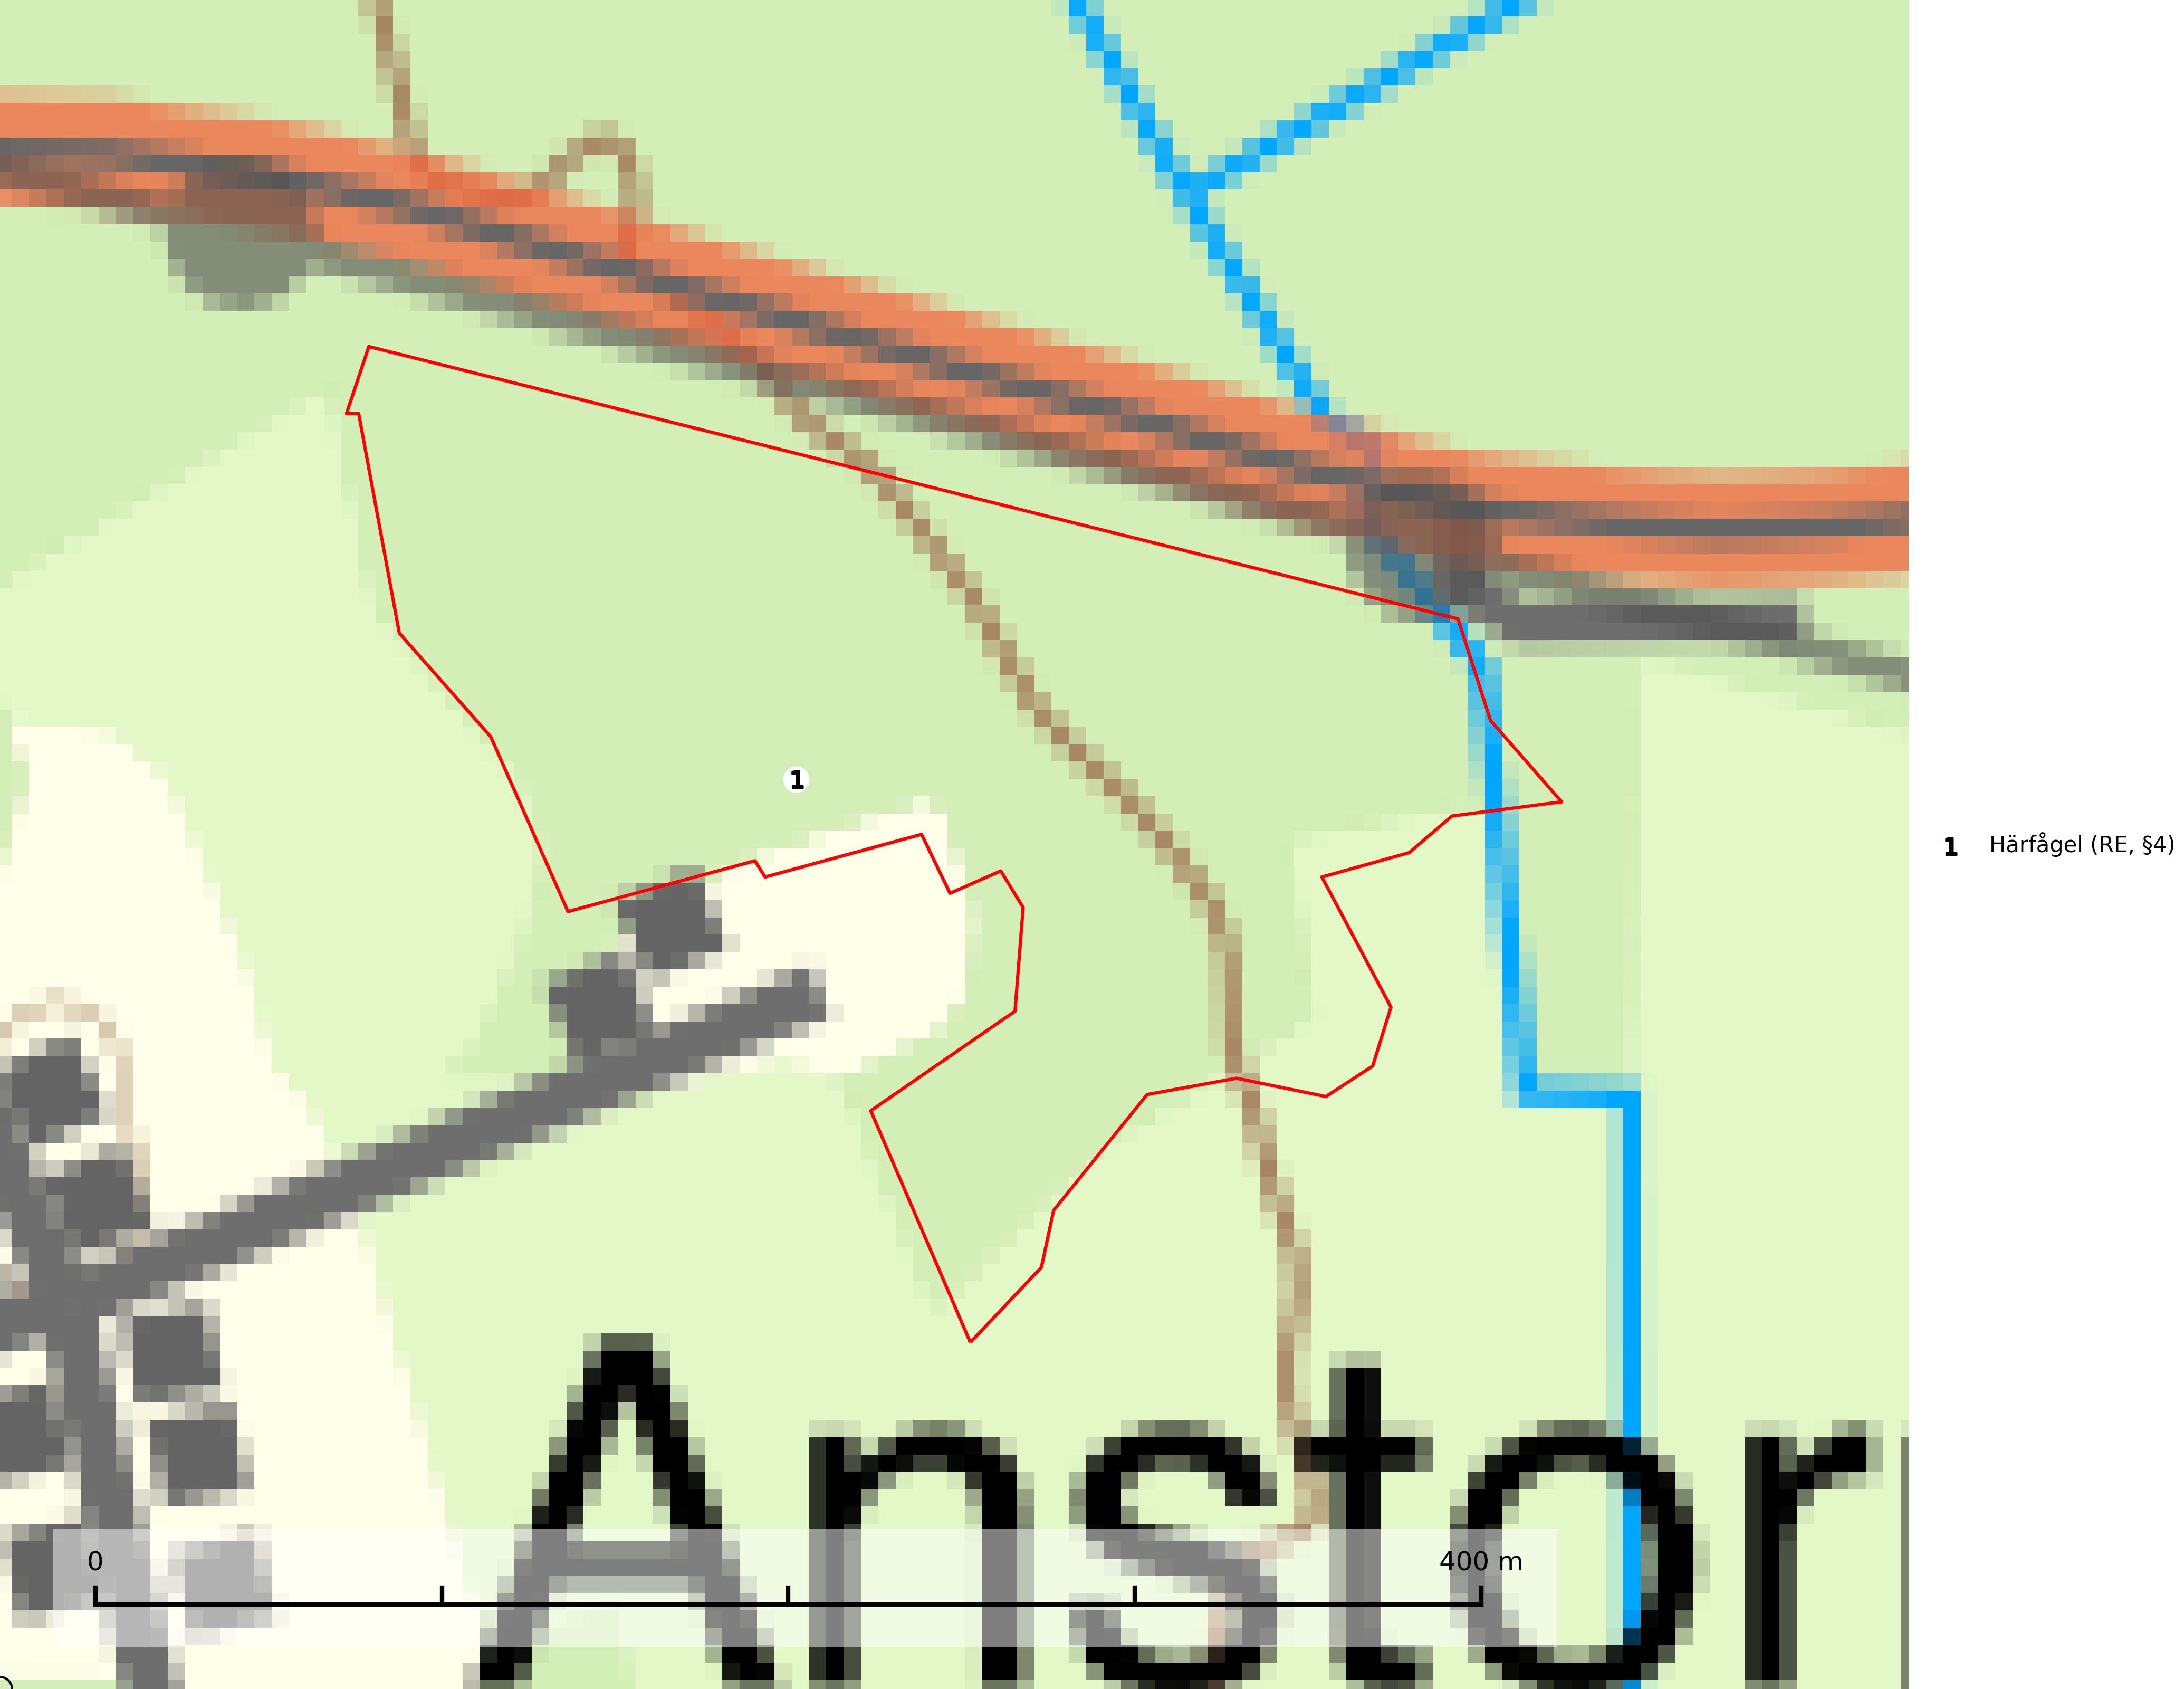 1
1 Härfågel (RE, §4)
Anstor
0 400 m